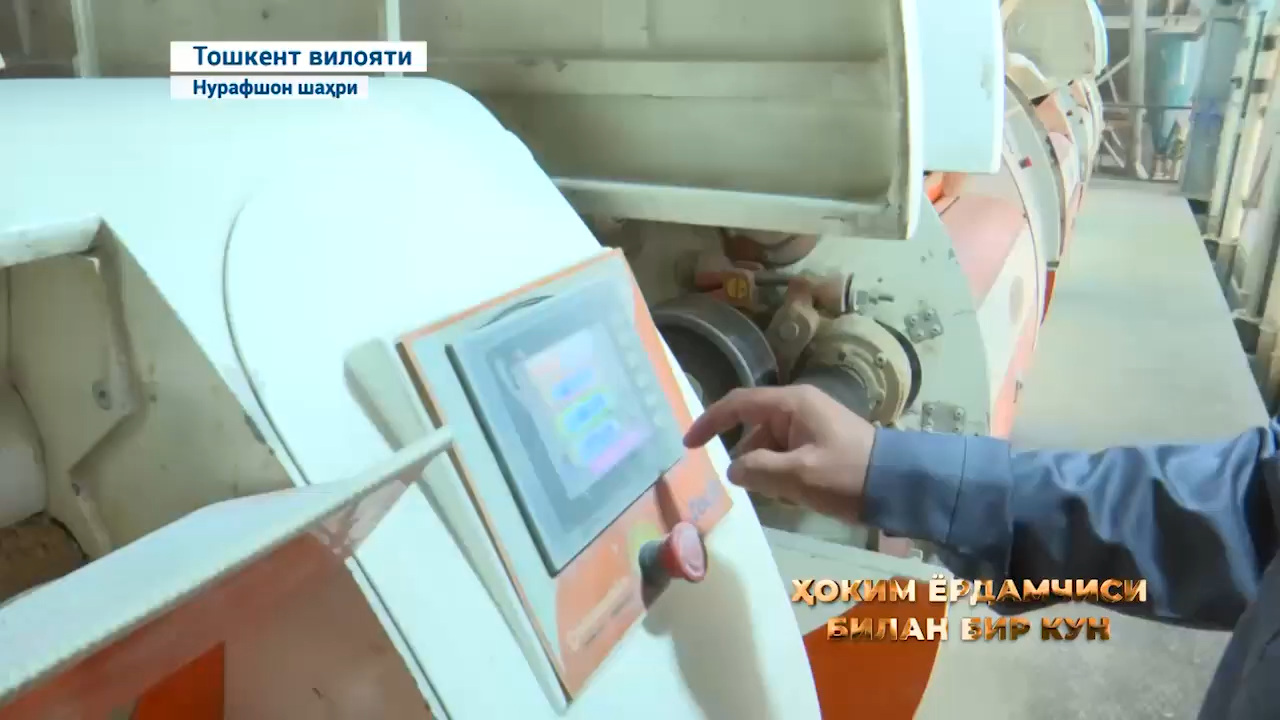 Тошкент вилояти
Нурафшон шаҳри
ҲОКИМ ЁРДАМЧИСИ
БИЛАН БИР КУН